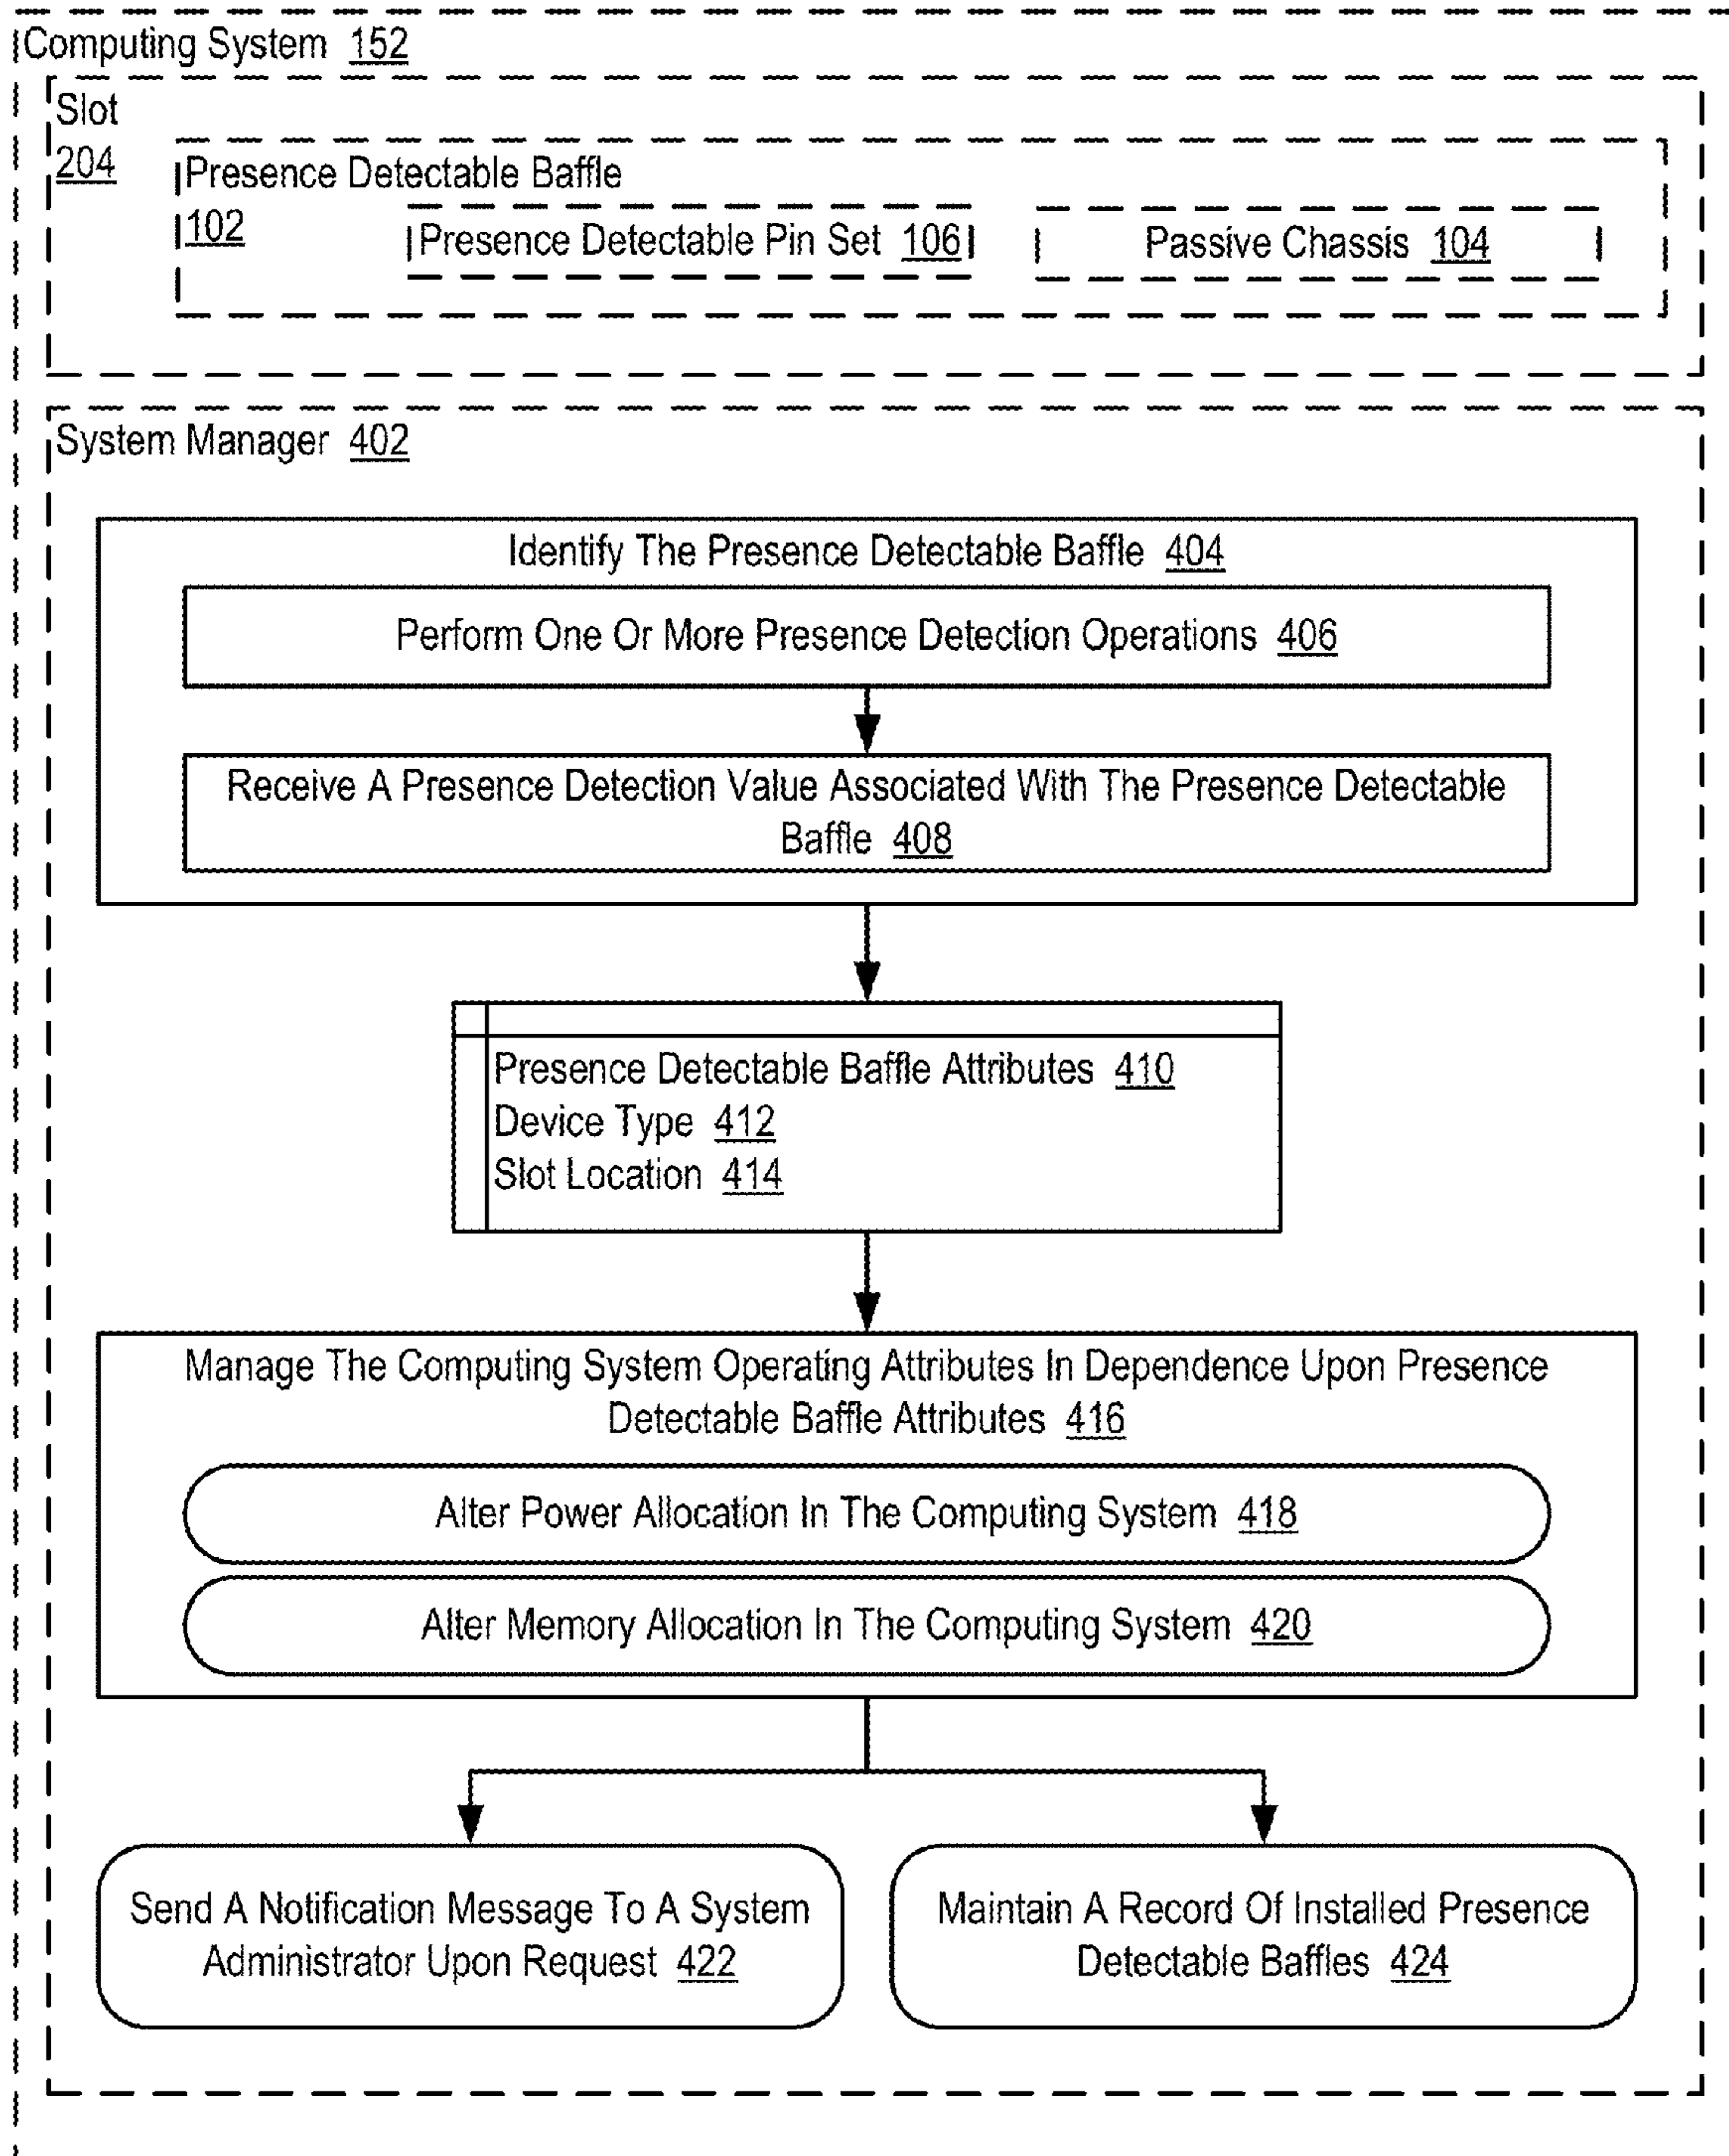 Computing System 152
Slot
204
Presence Detectable Baffle
102
Presence Detectable Pin Set 106
Passive Chassis 104
System Manager 402
Identify The Presence Detectable Baffle 404
Perform One Or More Presence Detection Operations 406
Receive A Presence Detection Value Associated With The Presence Detectable
Baffle 408
Presence Detectable Baffle Attributes 410
Device Type 412
Slot Location 414
Manage The Computing System Operating Attributes In Dependence Upon Presence
Detectable Baffle Attributes 416
Alter Power Allocation In The Computing System 418
Alter Memory Allocation In The Computing System 420
Send A Notification Message To A System
Administrator Upon Request 422
Maintain A Record Of Installed Presence
Detectable Baffles 424